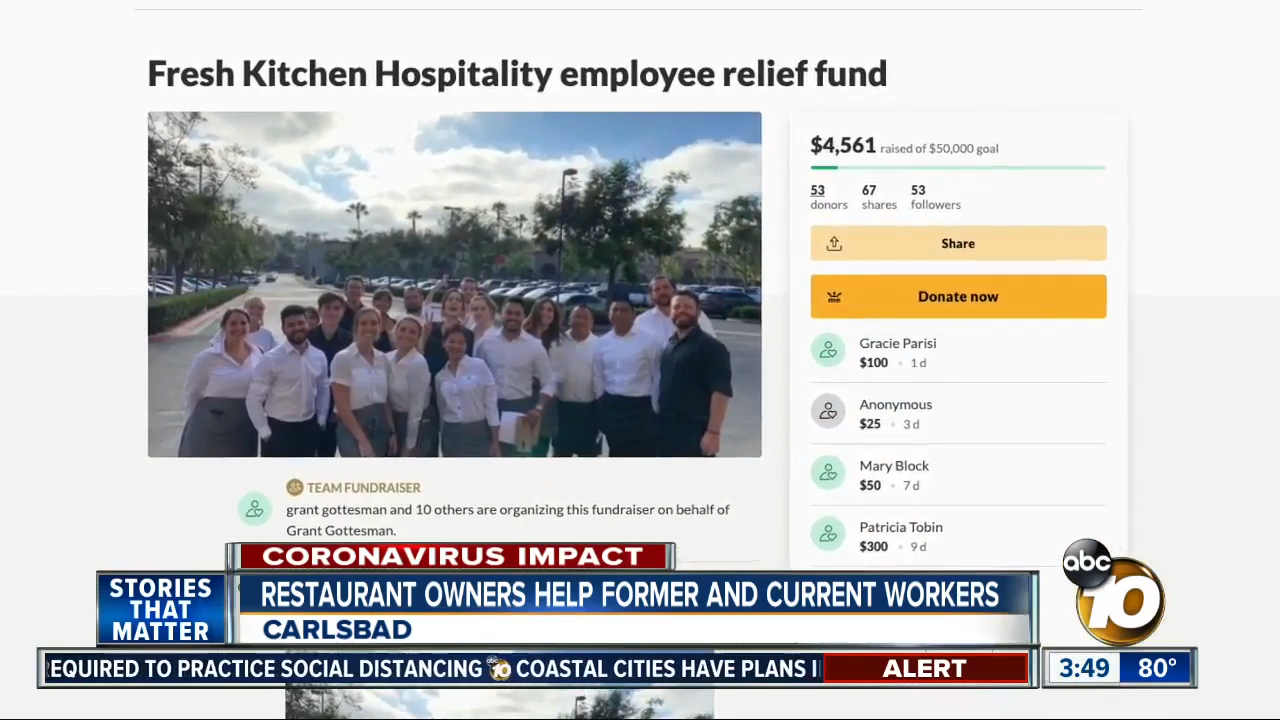 Fresh Kitchen Hospitality employee relief fund
$4,561 raised of $50,000 goal
53 67 53
donors shares followers
Share
me Donate now
Gracie Parisi
$100 • 1 d
Anonymous
$25 • 3 d
Mary Block
$50 • 7 d
Patricia Tobin
$300 • 9 d
TEAM FUNDRAISER
grant gottesman and 10 others are organizing this fundraiser on behalf of
Grant Gottesman.
CORONAVIRUS IMPACT
STORIES
THAT
MATTER
RESTAURANT OWNERS HELP FORMER AND CURRENT WORKERS
CARLSBAD
abc
10
EQUIRED TO PRACTICE SOCIAL DISTANCING abc 10 COASTAL CITIES HAVE PLANS I
ALERT
3:49 80°